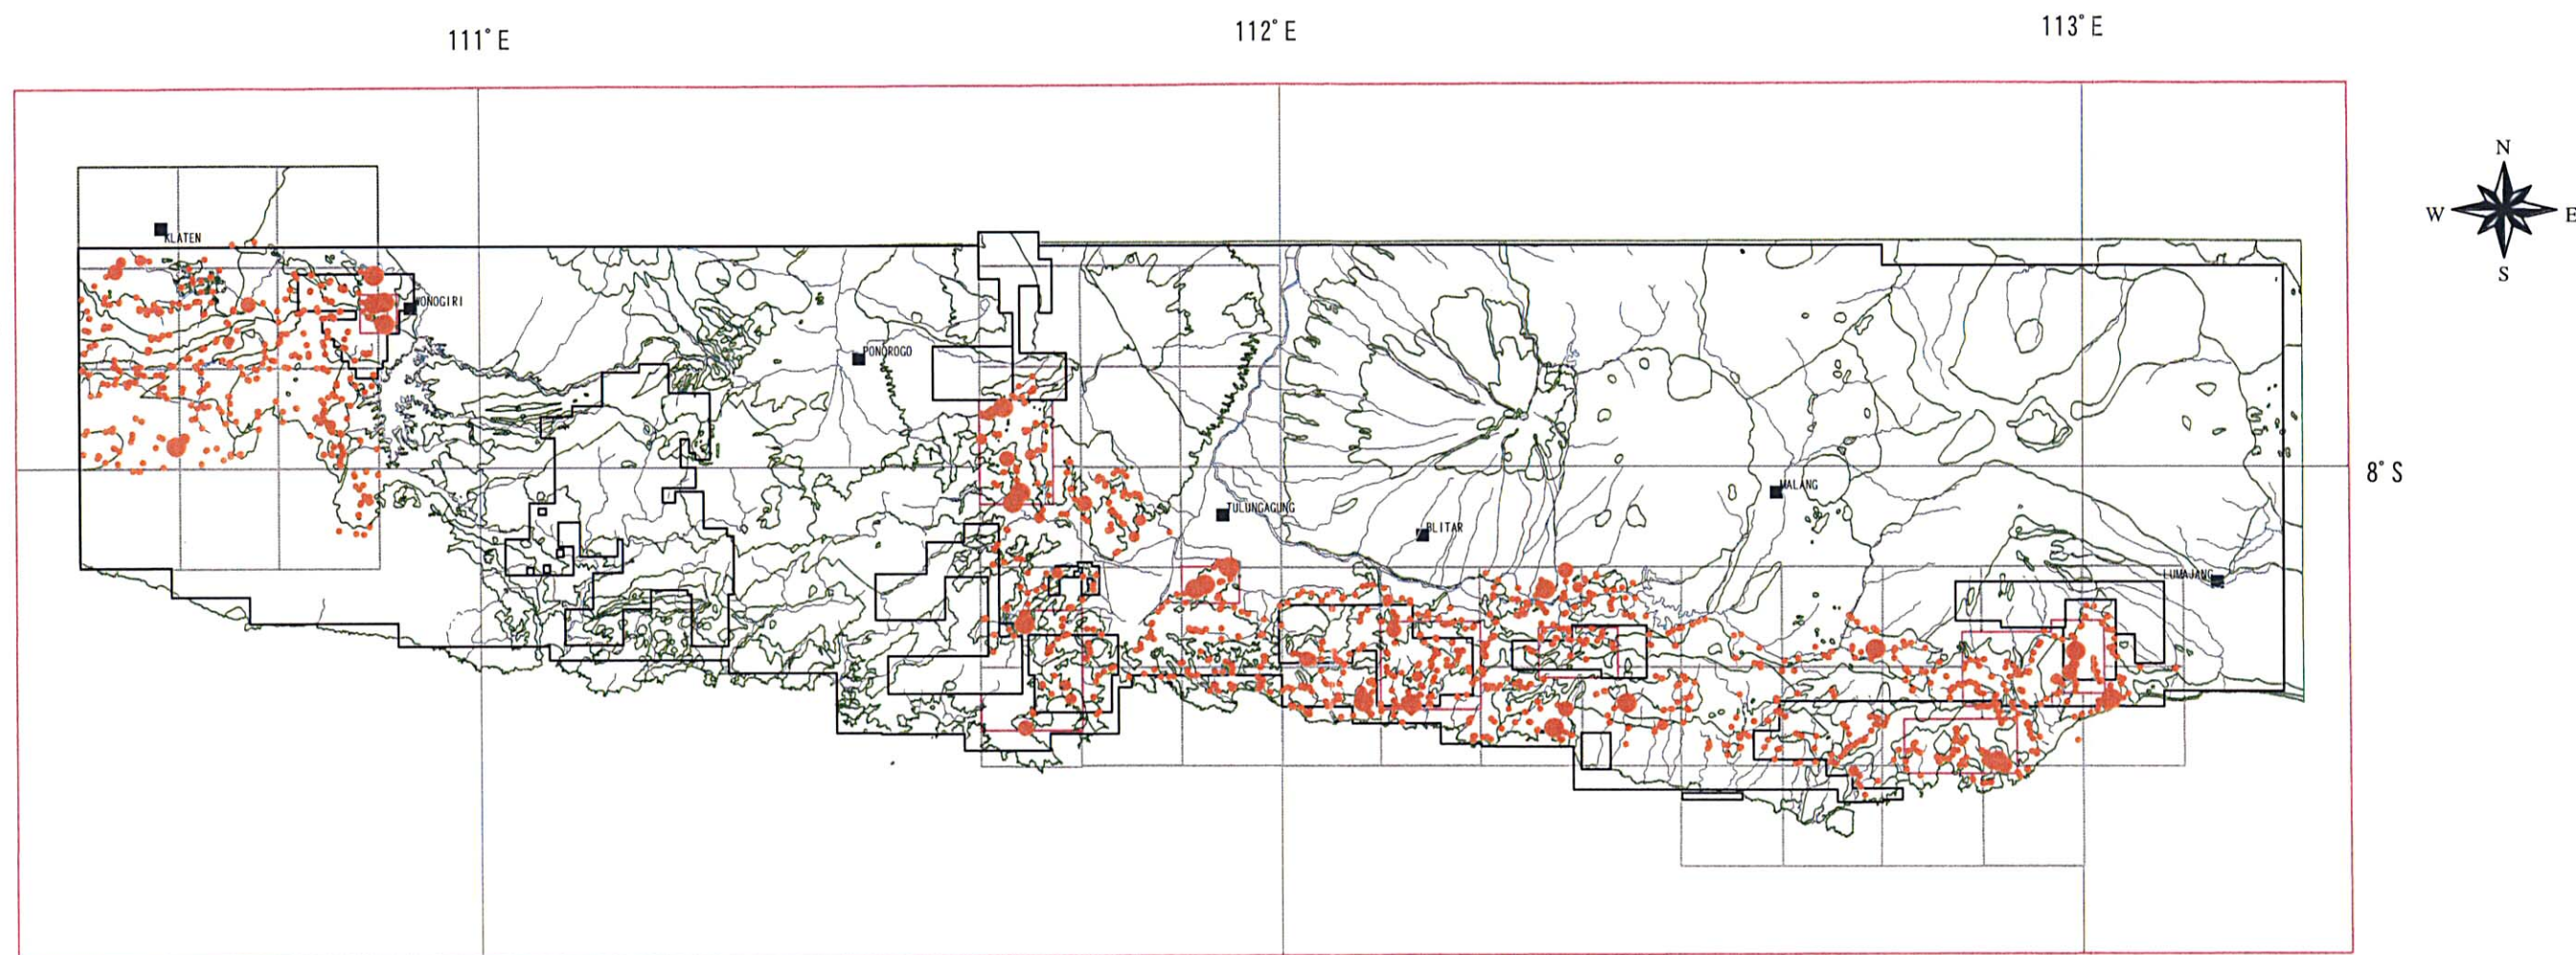 111°E
112°E
113°E
N
W
E
S
KLATEN
WONOGIRI
PONOROGO
8°S
MALANG
TULUNGAGUNG
BLITAR
LUMAJANG